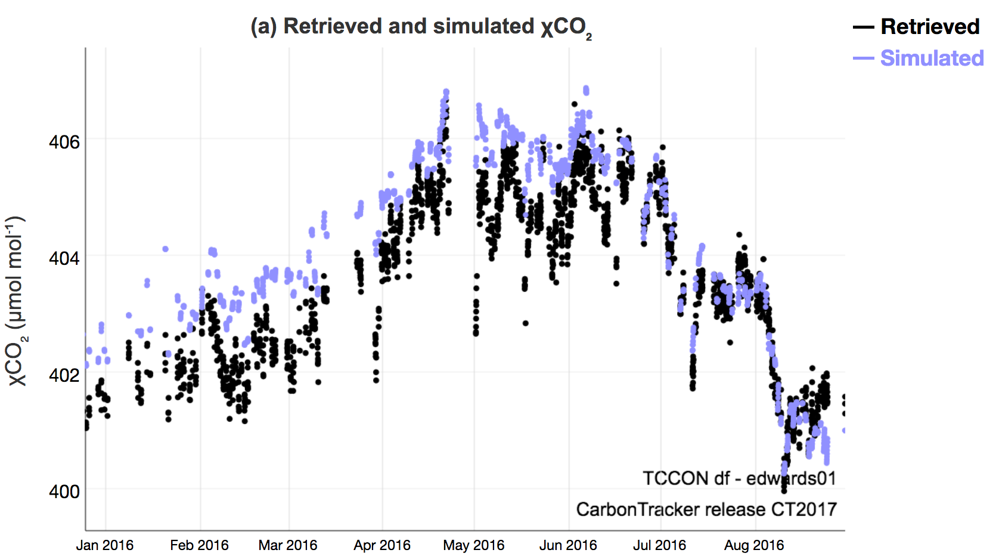 (a) Retrieved and simulated χCO₂
Retrieved
Simulated
χCO₂ (µmol mol⁻¹)
406
404
402
400
TCCON df - edwards01
CarbonTracker release CT2017
Jan 2016
Feb 2016
Mar 2016
Apr 2016
May 2016
Jun 2016
Jul 2016
Aug 2016